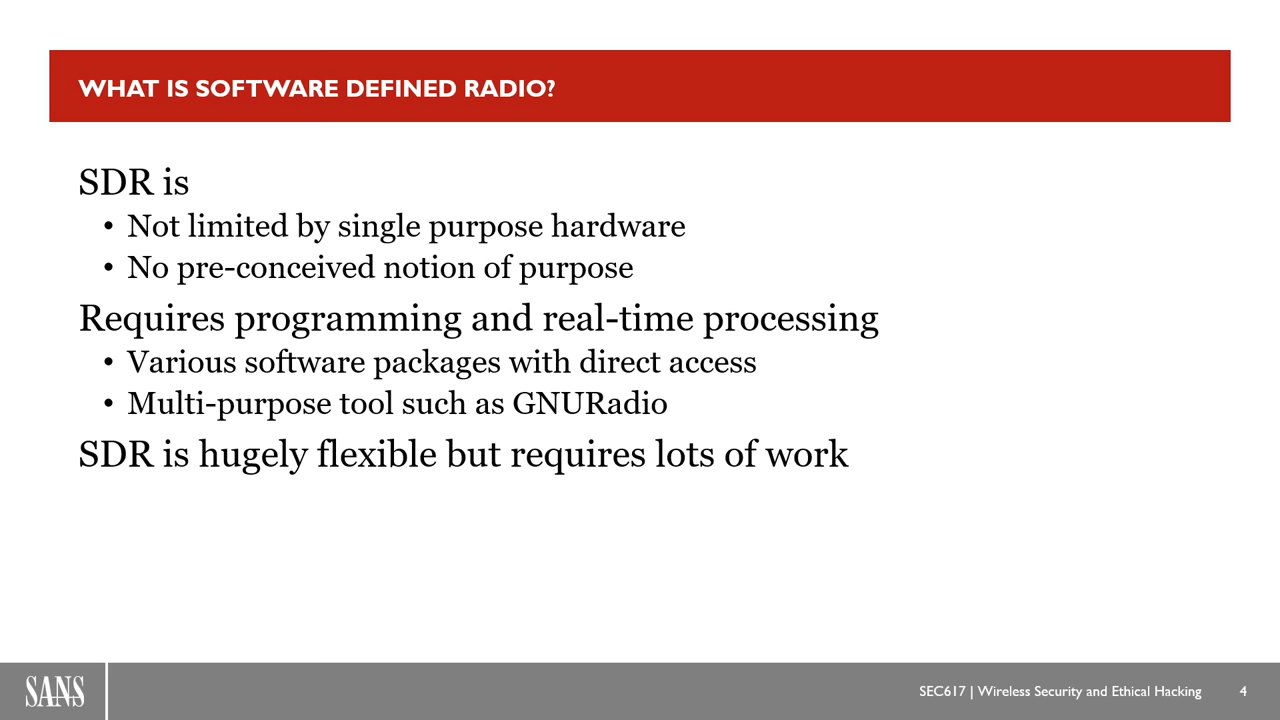 WHAT IS SOFTWARE DEFINED RADIO?
SDR is
• Not limited by single purpose hardware
• No pre-conceived notion of purpose
Requires programming and real-time processing
• Various software packages with direct access
• Multi-purpose tool such as GNURadio
SDR is hugely flexible but requires lots of work
SANS
SEC617 | Wireless Security and Ethical Hacking
4